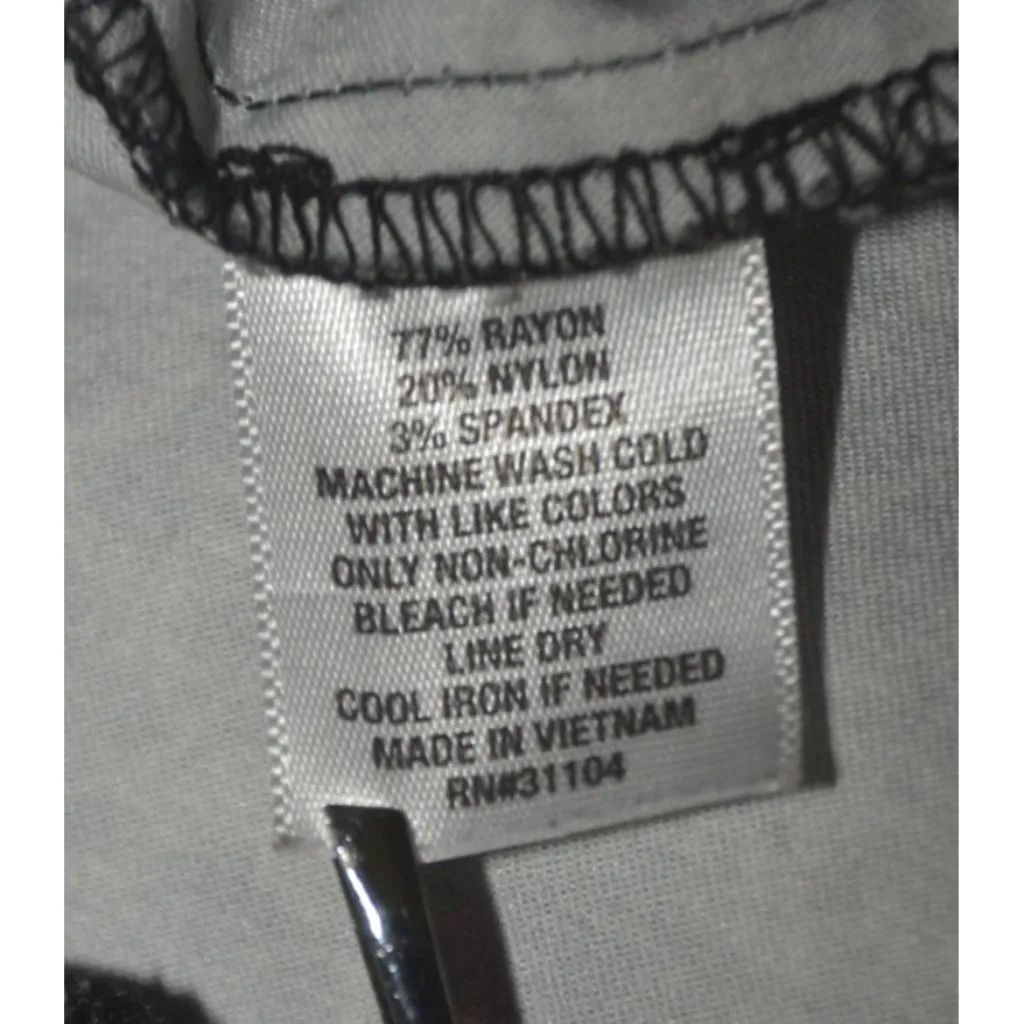 77% RAYON
20% NYLON
3% SPANDEX
MACHINE WASH COLD
WITH LIKE COLORS
ONLY NON-CHLORINE
BLEACH IF NEEDED
LINE DRY
COOL IRON IF NEEDED
MADE IN VIETNAM
RN#31104